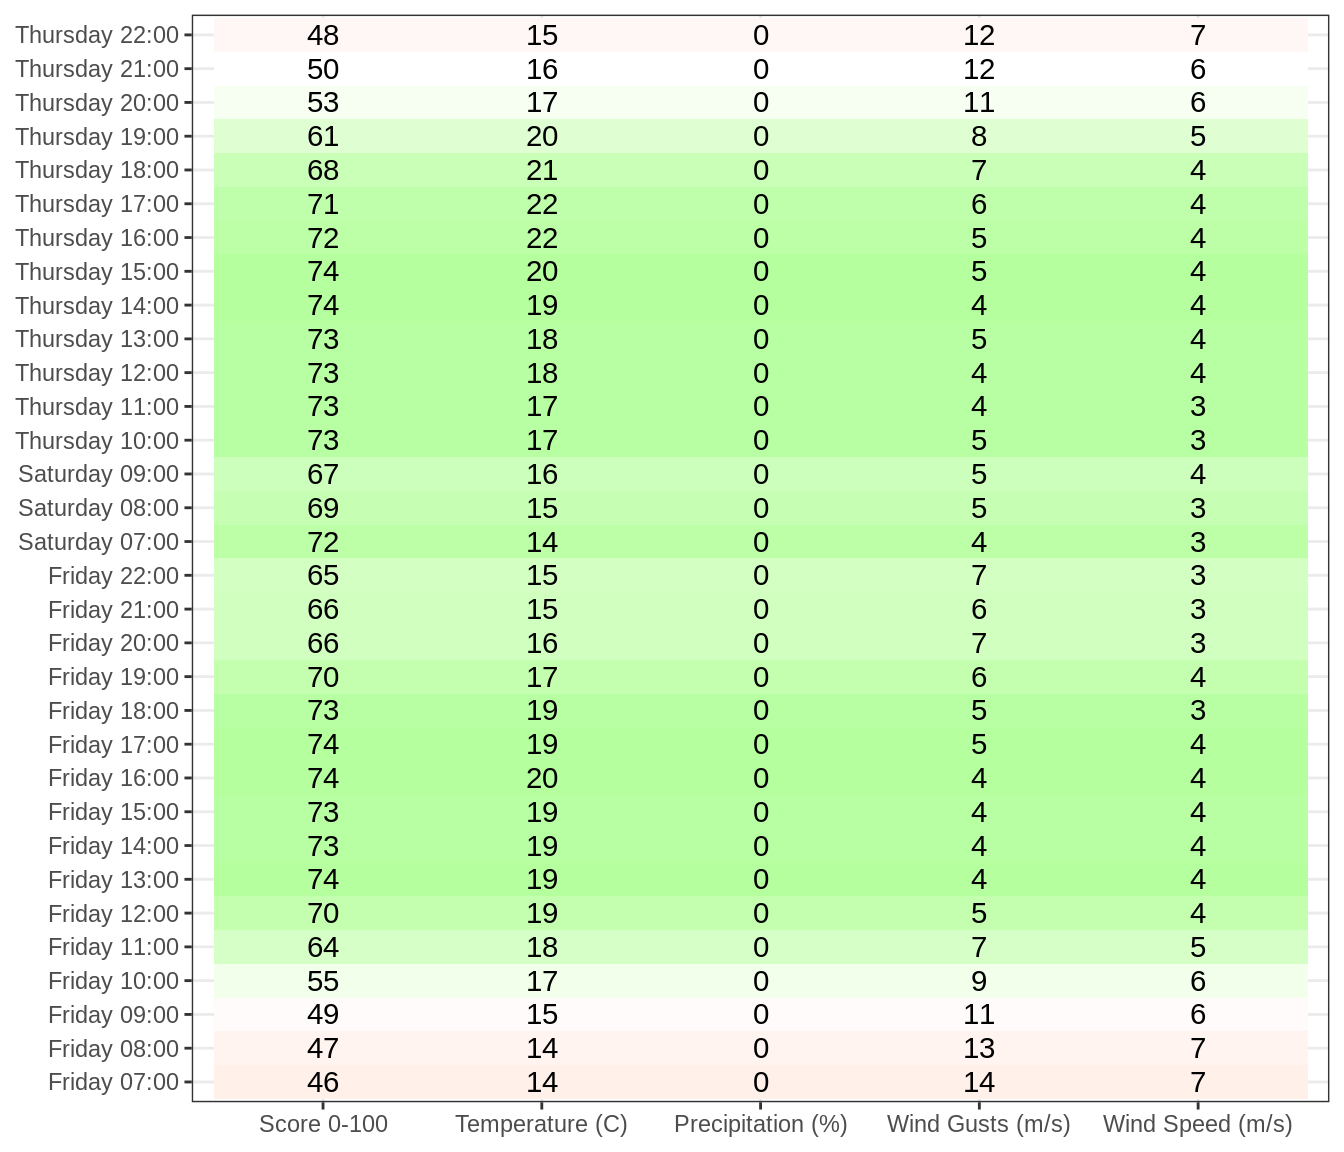 Thursday 22:00 48 15 0 12 7
Thursday 21:00 50 16 0 12 6
Thursday 20:00 53 17 0 11 6
Thursday 19:00 61 20 0 8 5
Thursday 18:00 68 21 0 7 4
Thursday 17:00 71 22 0 6 4
Thursday 16:00 72 22 0 5 4
Thursday 15:00 74 20 0 5 4
Thursday 14:00 74 19 0 4 4
Thursday 13:00 73 18 0 5 4
Thursday 12:00 73 18 0 4 4
Thursday 11:00 73 17 0 4 3
Thursday 10:00 73 17 0 5 3
Saturday 09:00 67 16 0 5 4
Saturday 08:00 69 15 0 5 3
Saturday 07:00 72 14 0 4 3
Friday 22:00 65 15 0 7 3
Friday 21:00 66 15 0 6 3
Friday 20:00 66 16 0 7 3
Friday 19:00 70 17 0 6 4
Friday 18:00 73 19 0 5 3
Friday 17:00 74 19 0 5 4
Friday 16:00 74 20 0 4 4
Friday 15:00 73 19 0 4 4
Friday 14:00 73 19 0 4 4
Friday 13:00 74 19 0 4 4
Friday 12:00 70 19 0 5 4
Friday 11:00 64 18 0 7 5
Friday 10:00 55 17 0 9 6
Friday 09:00 49 15 0 11 6
Friday 08:00 47 14 0 13 7
Friday 07:00 46 14 0 14 7
Score 0-100 Temperature (C) Precipitation (%) Wind Gusts (m/s) Wind Speed (m/s)